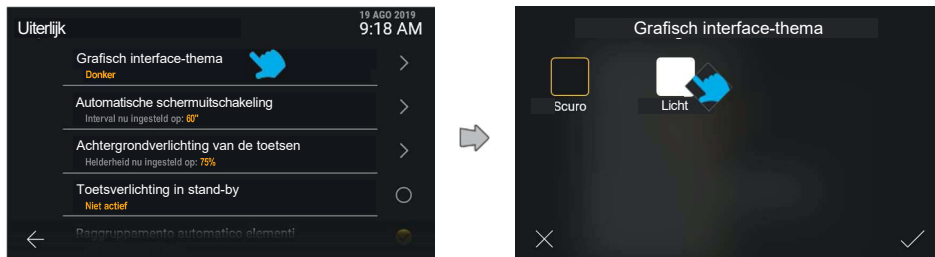 Uiterlijk
19 AGO 2019
9:18 AM
Grafisch interface-thema
Donker
Automatische schermuitschakeling
Interval nu ingesteld op: 60"
Achtergrondverlichting van de toetsen
Helderheid nu ingesteld op: 75%
Toetsverlichting in stand-by
Niet actief
Raggruppamento automatico elementi
Grafisch interface-thema
Scuro
Licht